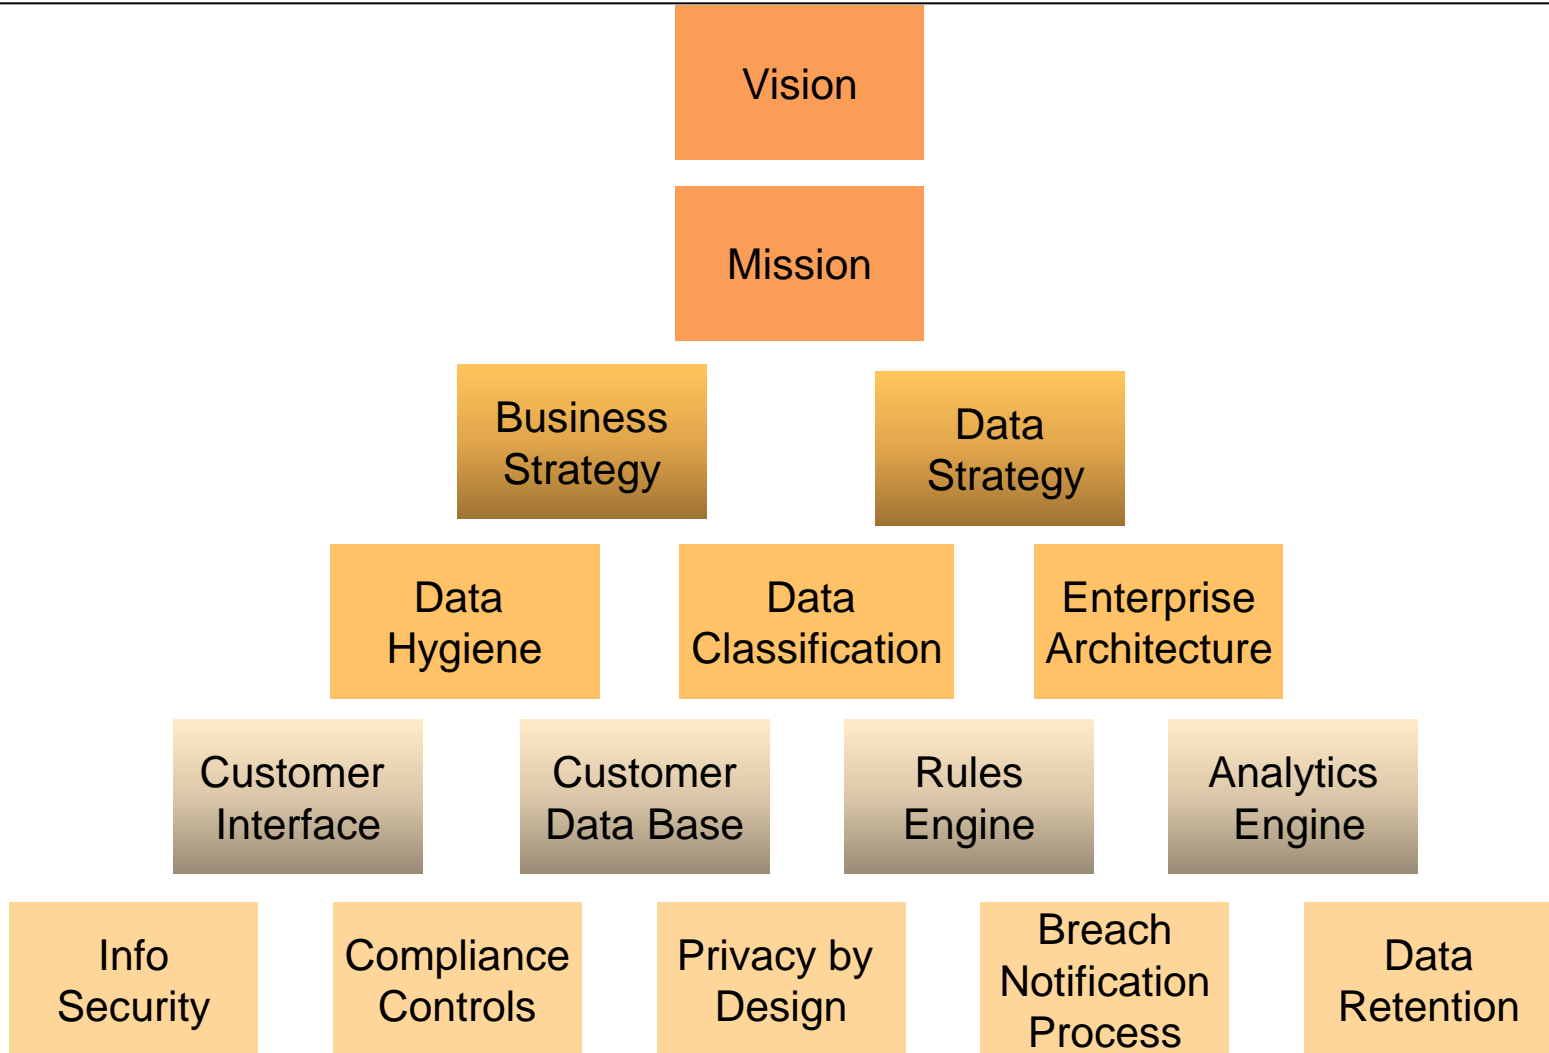 Vision
Mission
Business
Strategy
Data
Strategy
Data
Hygiene
Data
Classification
Enterprise
Architecture
Customer
Interface
Customer
Data Base
Rules
Engine
Analytics
Engine
Info
Security
Compliance
Controls
Privacy by
Design
Breach
Notification
Process
Data
Retention